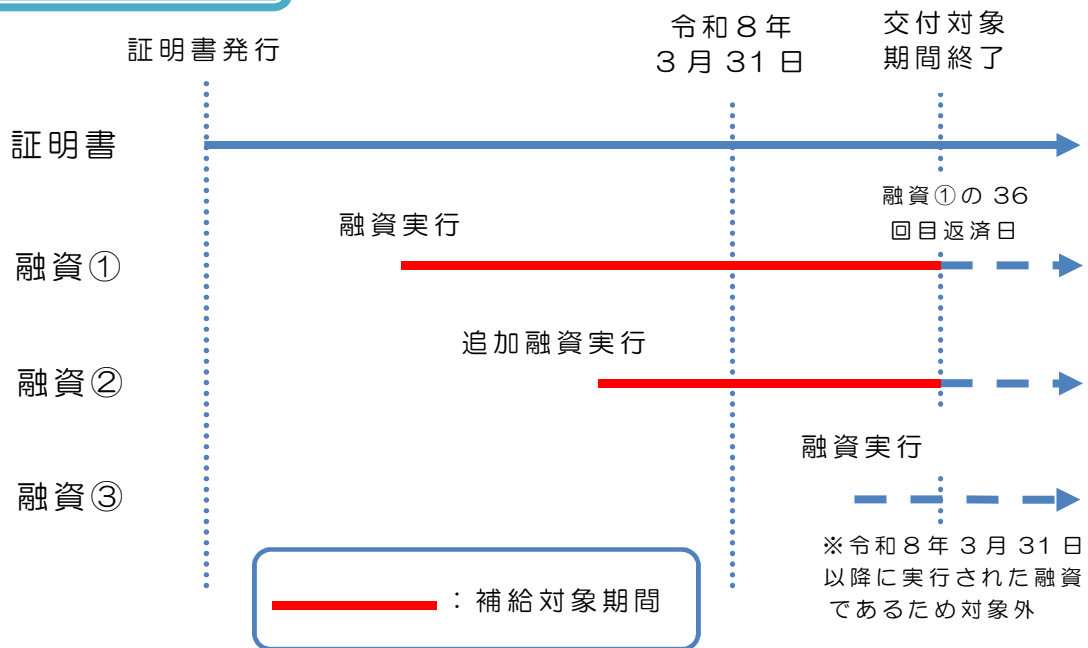 証明書発行
令和８年
３月 31 日
交付対象
期間終了
証明書
融資①の 36
回目返済日
融資実行
融資①
追加融資実行
融資②
融資実行
融資③
※令和８年３月 31 日
以降に実行された融資
であるため対象外
：補給対象期間